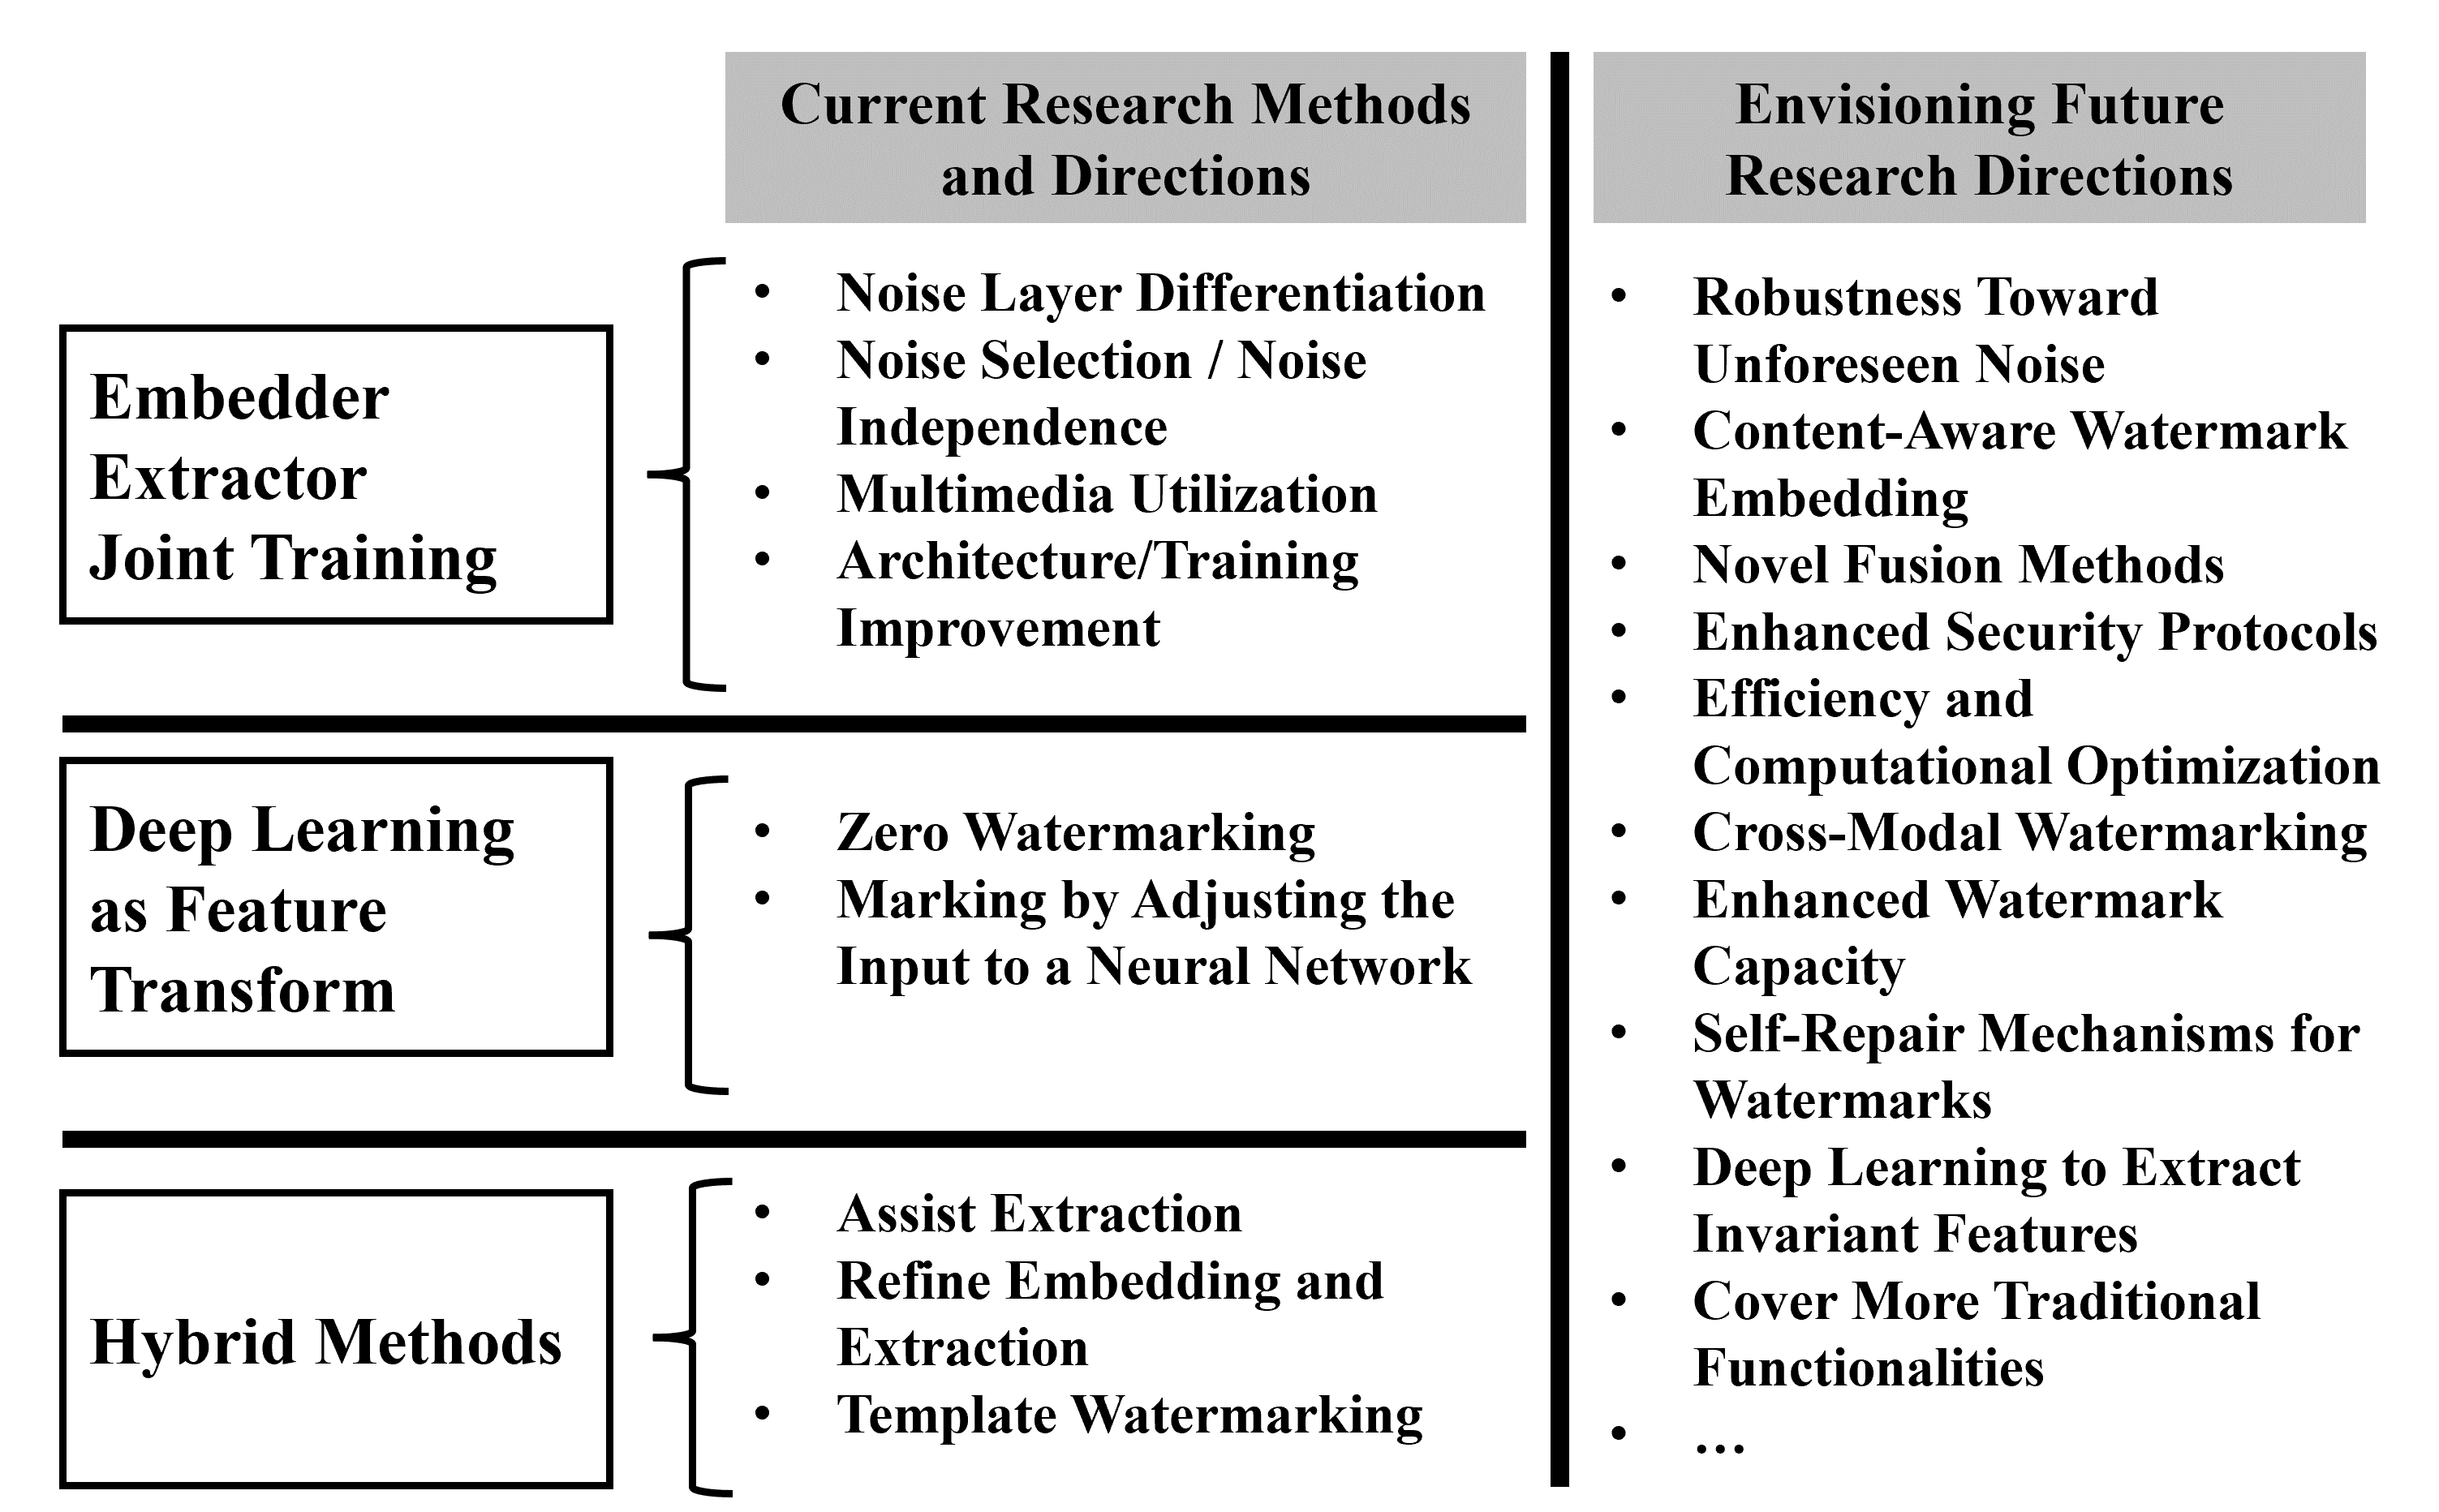 Current Research Methods
and Directions
Embedder
Extractor
Joint Training
• Noise Layer Differentiation
• Noise Selection / Noise
Independence
• Multimedia Utilization
• Architecture/Training
Improvement
Deep Learning
as Feature
Transform
• Zero Watermarking
• Marking by Adjusting the
Input to a Neural Network
Hybrid Methods
• Assist Extraction
• Refine Embedding and
Extraction
• Template Watermarking
Envisioning Future
Research Directions
• Robustness Toward
Unforeseen Noise
• Content-Aware Watermark
Embedding
• Novel Fusion Methods
• Enhanced Security Protocols
• Efficiency and
Computational Optimization
• Cross-Modal Watermarking
• Enhanced Watermark
Capacity
• Self-Repair Mechanisms for
Watermarks
• Deep Learning to Extract
Invariant Features
• Cover More Traditional
Functionalities
• …